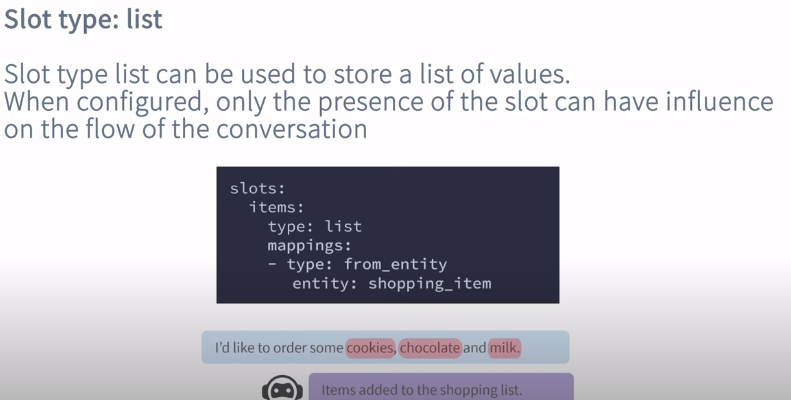 Slot type: list
Slot type list can be used to store a list of values.
When configured, only the presence of the slot can have influence
on the flow of the conversation
slots:
items:
type: list
mappings:
- type: from_entity
entity: shopping_item
I'd like to order some cookies, chocolate and milk.
Items added to the shopping list.